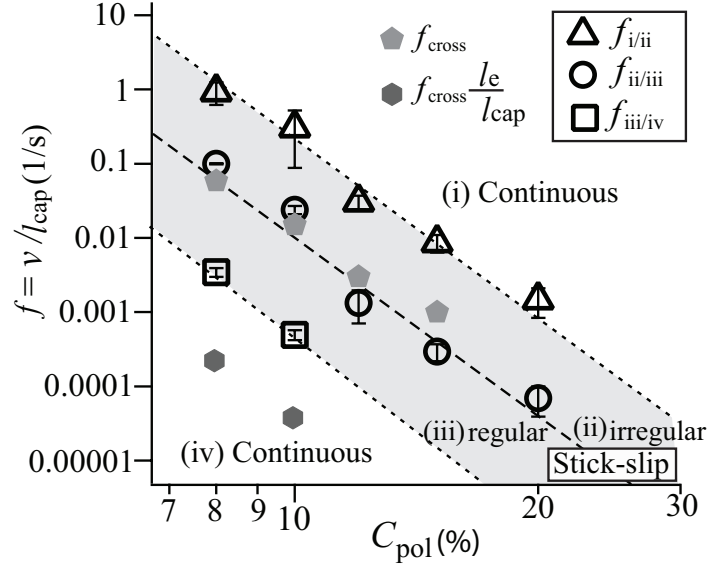 10
1
0.1
0.01
0.001
0.0001
0.00001
f = v / lcap (1/s)
fcross
fcross le/lcap
fi/ii
fii/iii
fiii/iv
(i) Continuous
(iii) regular
(ii) irregular
(iv) Continuous
Stick-slip
7
8
9
10
20
30
Cpol (%)